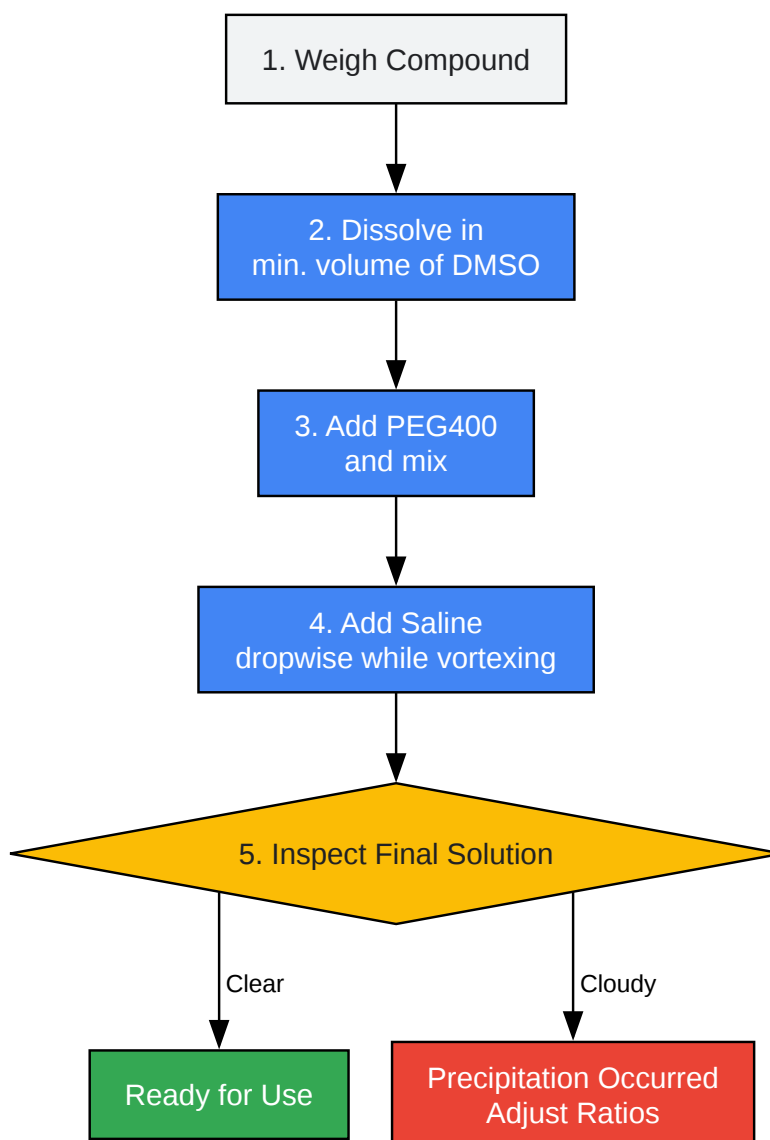 1. Weigh Compound
2. Dissolve in
min. volume of DMSO
3. Add PEG400
and mix
4. Add Saline
dropwise while vortexing
5. Inspect Final Solution
Clear
Cloudy
Ready for Use
Precipitation Occurred
Adjust Ratios